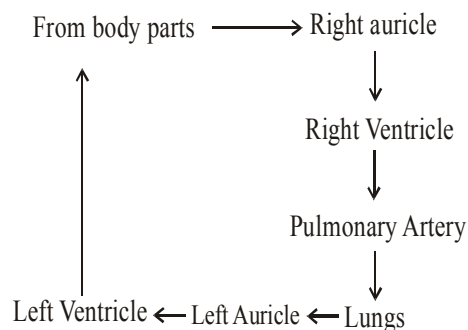 From body parts Right auricle
Right Ventricle
Pulmonary Artery
Left Ventricle Left Auricle Lungs